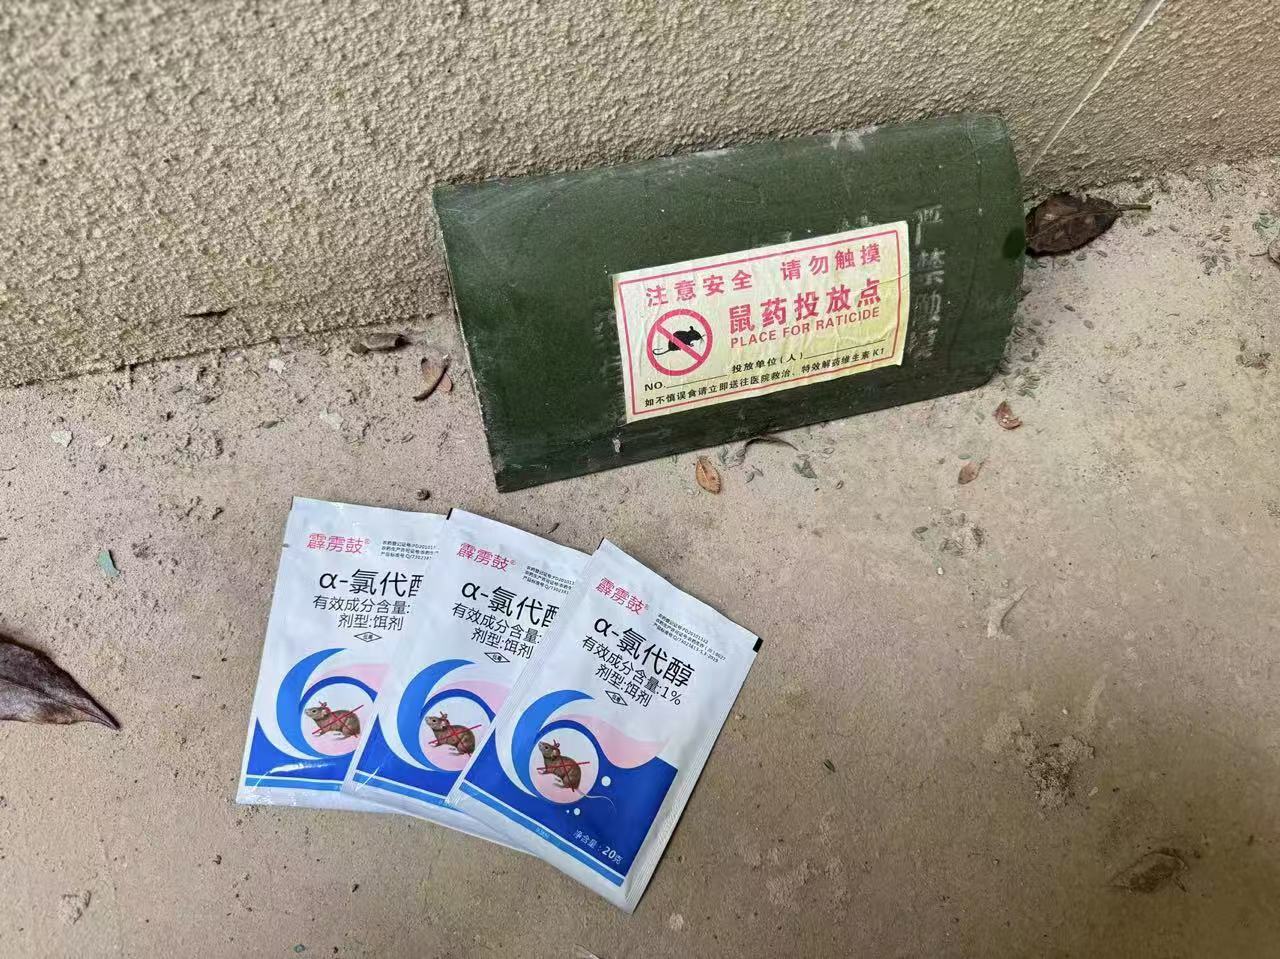 注意安全 请勿触摸
鼠药投放点
PLACE FOR RATICIDE
投放单位(人)
NO.
如不慎误食请立即送往医院救治、特效解药维生素K1
严禁
霹雳鼓®
α-氯代醇
有效成分含量:
剂型:饵剂
霹雳鼓®
α-氯代醇
有效成分含量:
剂型:饵剂
霹雳鼓®
α-氯代醇
有效成分含量:1%
剂型:饵剂
净含量:20克